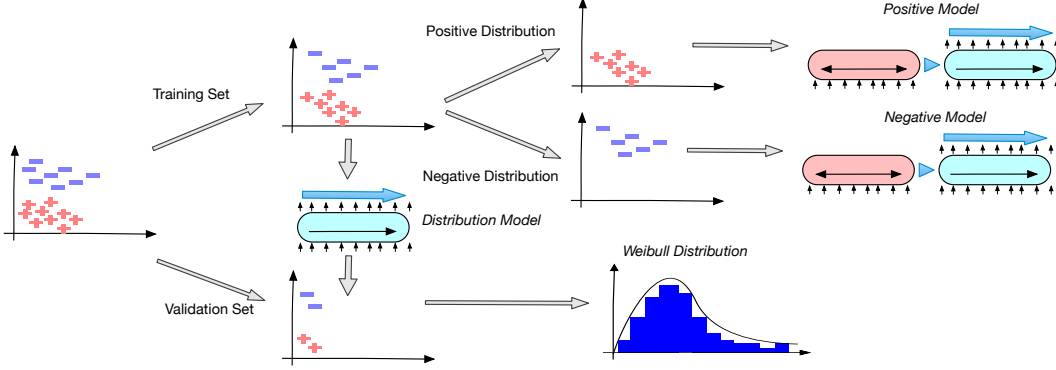 Positive Model
Positive Distribution
Training Set
Negative Model
Negative Distribution
Distribution Model
Weibull Distribution
Validation Set